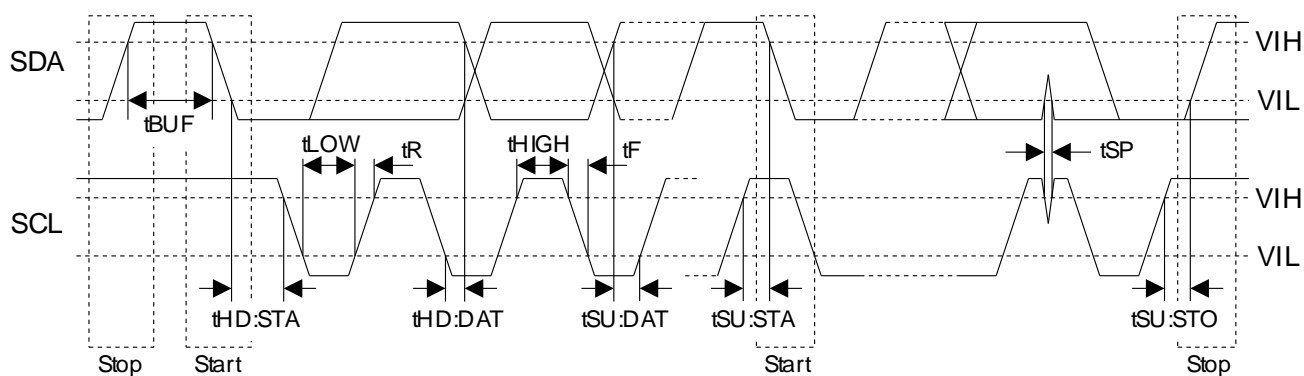 SDA
VIH
VIL
tBUF
tLOW
tR
tHIGH
tF
tSP
SCL
VIH
VIL
tHD:STA
tHD:DAT
tSU:DAT
tSU:STA
tSU:STO
Stop
Start
Start
Stop